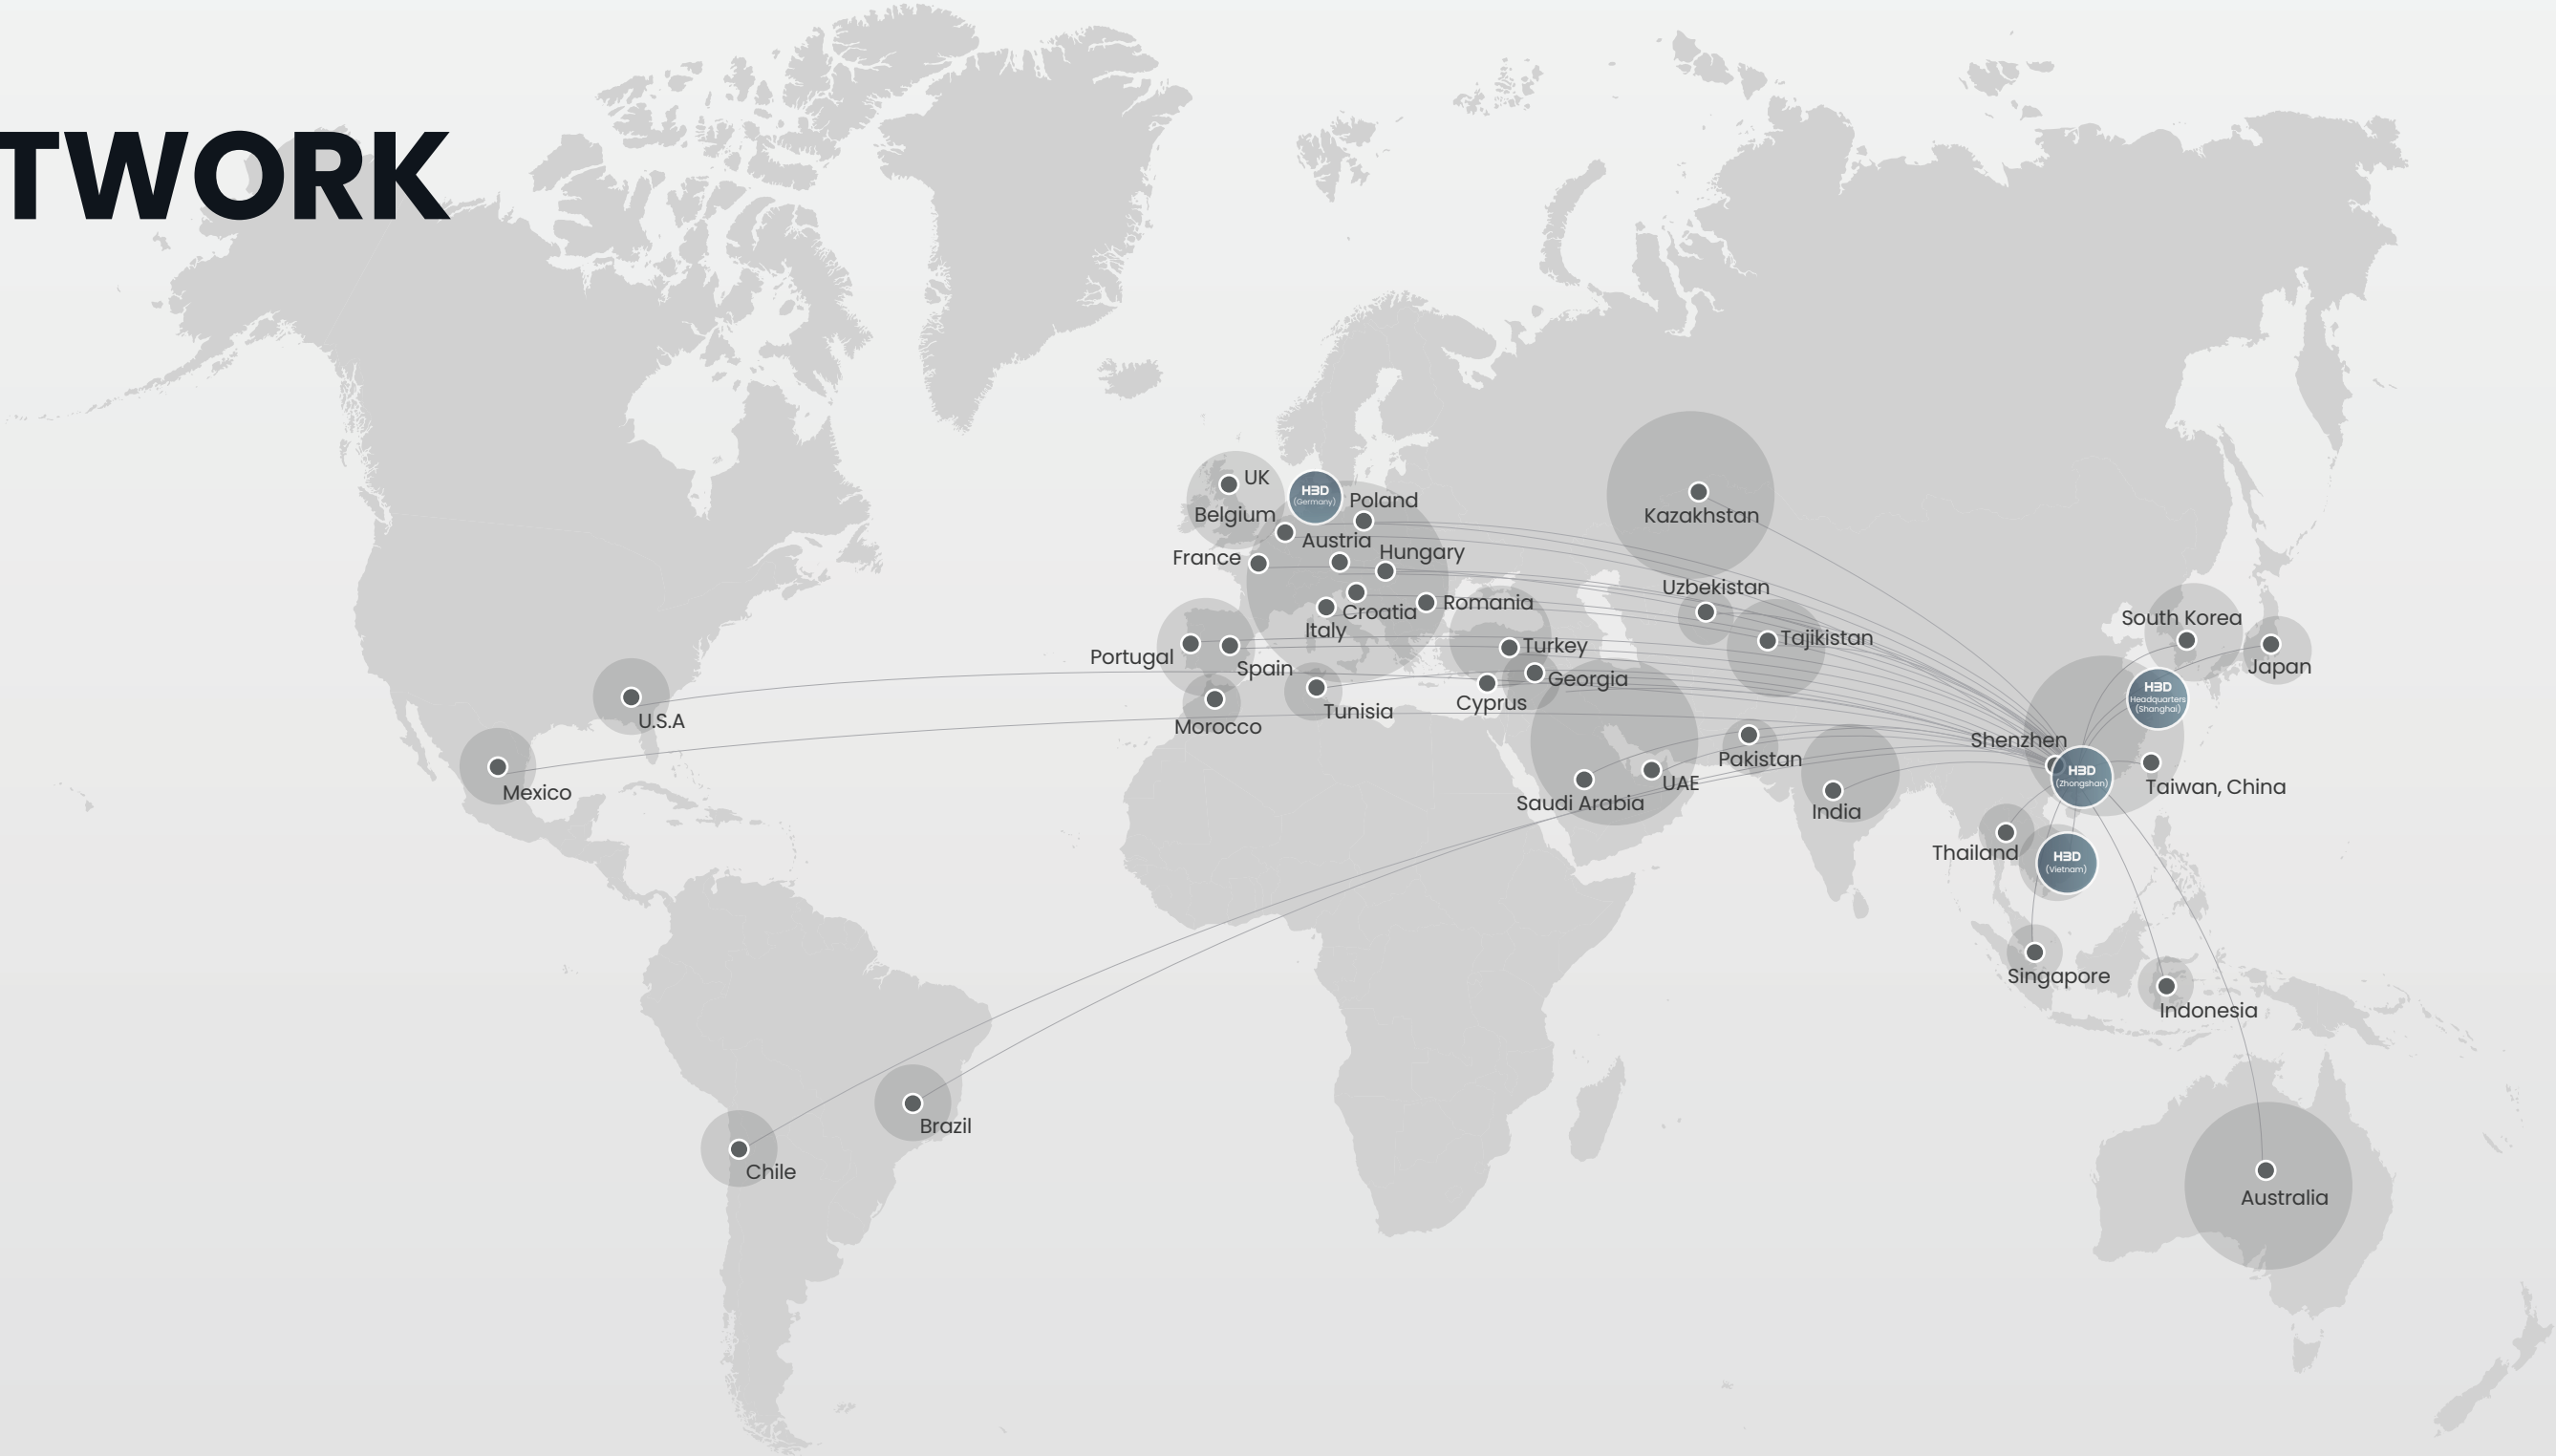 TWORK
UK
H3D
(Germany)
Poland
Belgium
Kazakhstan
Austria
Hungary
France
Uzbekistan
Romania
Croatia
South Korea
Italy
Tajikistan
Turkey
Portugal
Spain
Japan
Georgia
H3D
Headquarters
(Shanghai)
Cyprus
Tunisia
U.S.A
Morocco
Shenzhen
Pakistan
H3D
(Zhongshan)
UAE
Taiwan, China
Mexico
Saudi Arabia
India
Thailand
H3D
(Vietnam)
Singapore
Indonesia
Brazil
Chile
Australia